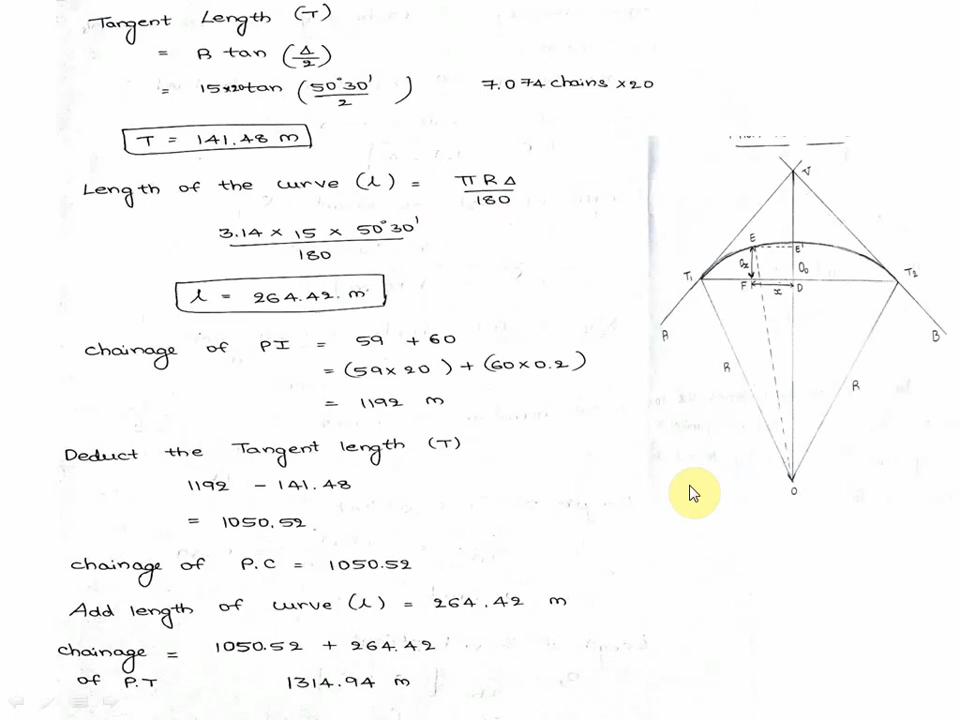 Tangent Length (T)
= R tan (Δ/2)
= 15×20 tan (50°30'/2) 7.074 chains ×20
T = 141.48 m
Length of the curve (l) = πRΔ/180
3.14 × 15 × 50°30'/180
l = 264.42 m
Chainage of PI = 59 + 60
= (59×20) + (60×0.2)
= 1192 m
Deduct the Tangent length (T)
1192 - 141.48
= 1050.52
Chainage of P.C = 1050.52
Add length of curve (l) = 264.42 m
Chainage of P.T = 1050.52 + 264.42
1314.94 m
V
E
E'
Ox
O₀
T₁
T₂
F
x
D
A
B
R
R
O